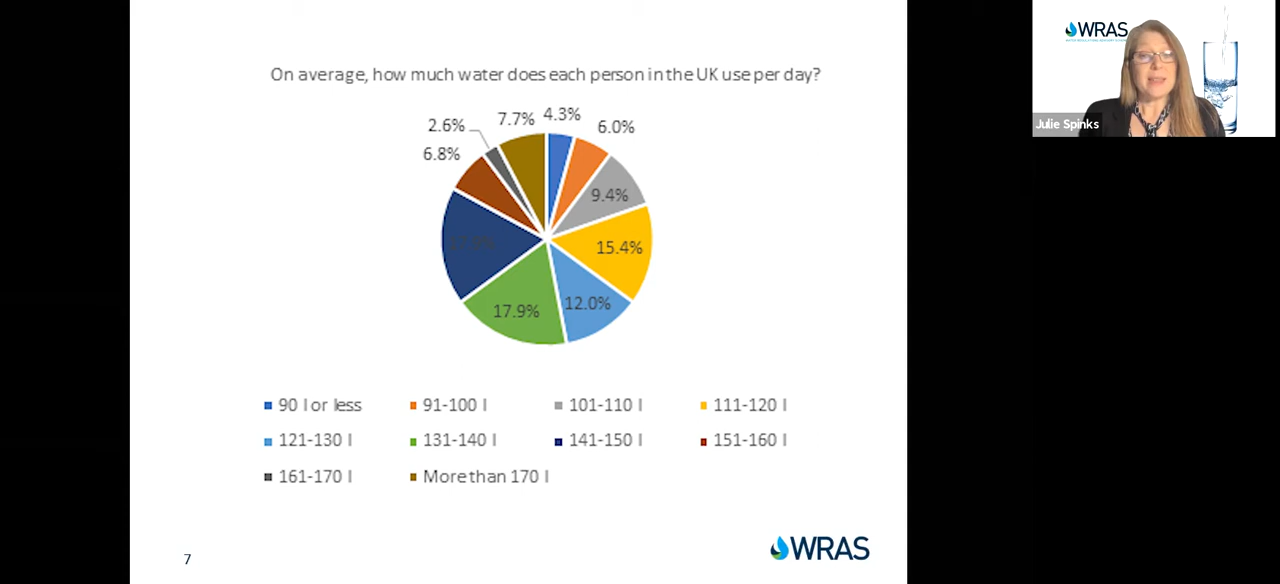 On average, how much water does each person in the UK use per day?
7.7% 4.3%
2.6%
6.0%
6.8%
9.4%
15.4%
12.0%
17.9%
90 l or less 91-100 l 101-110 l 111-120 l
121-130 l 131-140 l 141-150 l 151-160 l
161-170 l More than 170 l
7
WRAS
WRAS
Julie Spinks